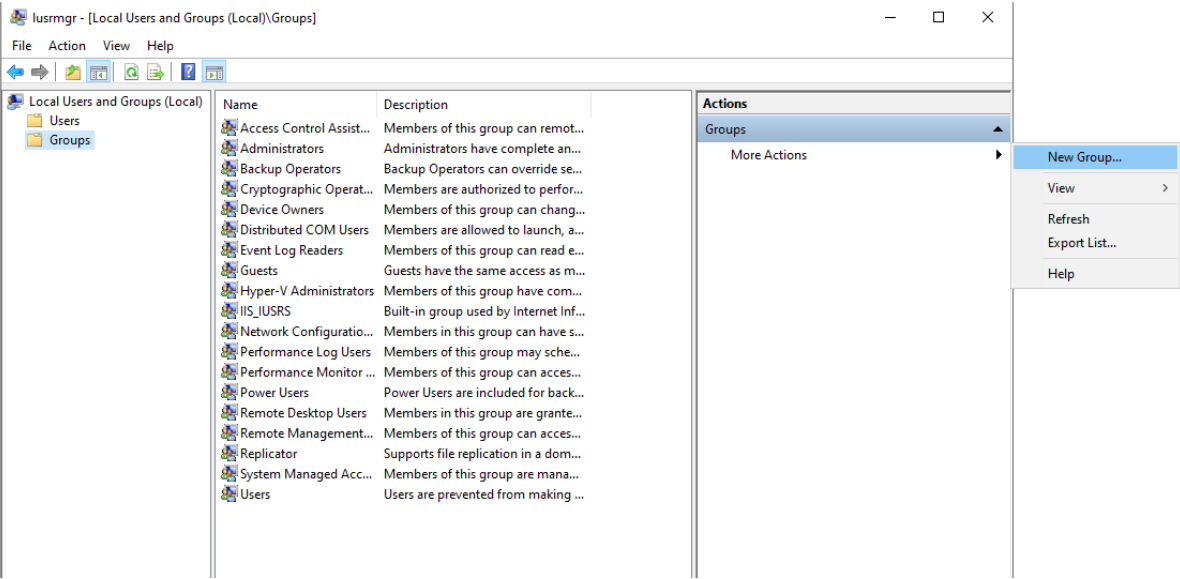 lusrmgr - [Local Users and Groups (Local)\Groups]
File Action View Help
Local Users and Groups (Local)
Users
Groups
Name Description
Access Control Assist... Members of this group can remot...
Administrators Administrators have complete an...
Backup Operators Backup Operators can override se...
Cryptographic Operat... Members are authorized to perfor...
Device Owners Members of this group can chang...
Distributed COM Users Members are allowed to launch, a...
Event Log Readers Members of this group can read e...
Guests Guests have the same access as m...
Hyper-V Administrators Members of this group have com...
IIS_IUSRS Built-in group used by Internet Inf...
Network Configuratio... Members in this group can have s...
Performance Log Users Members of this group may sche...
Performance Monitor ... Members of this group can acces...
Power Users Power Users are included for back...
Remote Desktop Users Members in this group are grante...
Remote Management... Members of this group can acces...
Replicator Supports file replication in a dom...
System Managed Acc... Members of this group are mana...
Users Users are prevented from making ...
Actions
Groups
More Actions
New Group...
View
Refresh
Export List...
Help